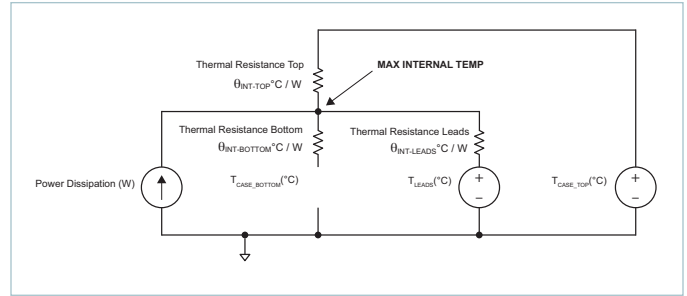 Thermal Resistance Top
θINT-TOP°C / W
MAX INTERNAL TEMP
Thermal Resistance Bottom
θINT-BOTTOM°C / W
Thermal Resistance Leads
θINT-LEADS°C / W
Power Dissipation (W)
TCASE_BOTTOM(°C)
TLEADS(°C)
+
–
TCASE_TOP(°C)
+
–